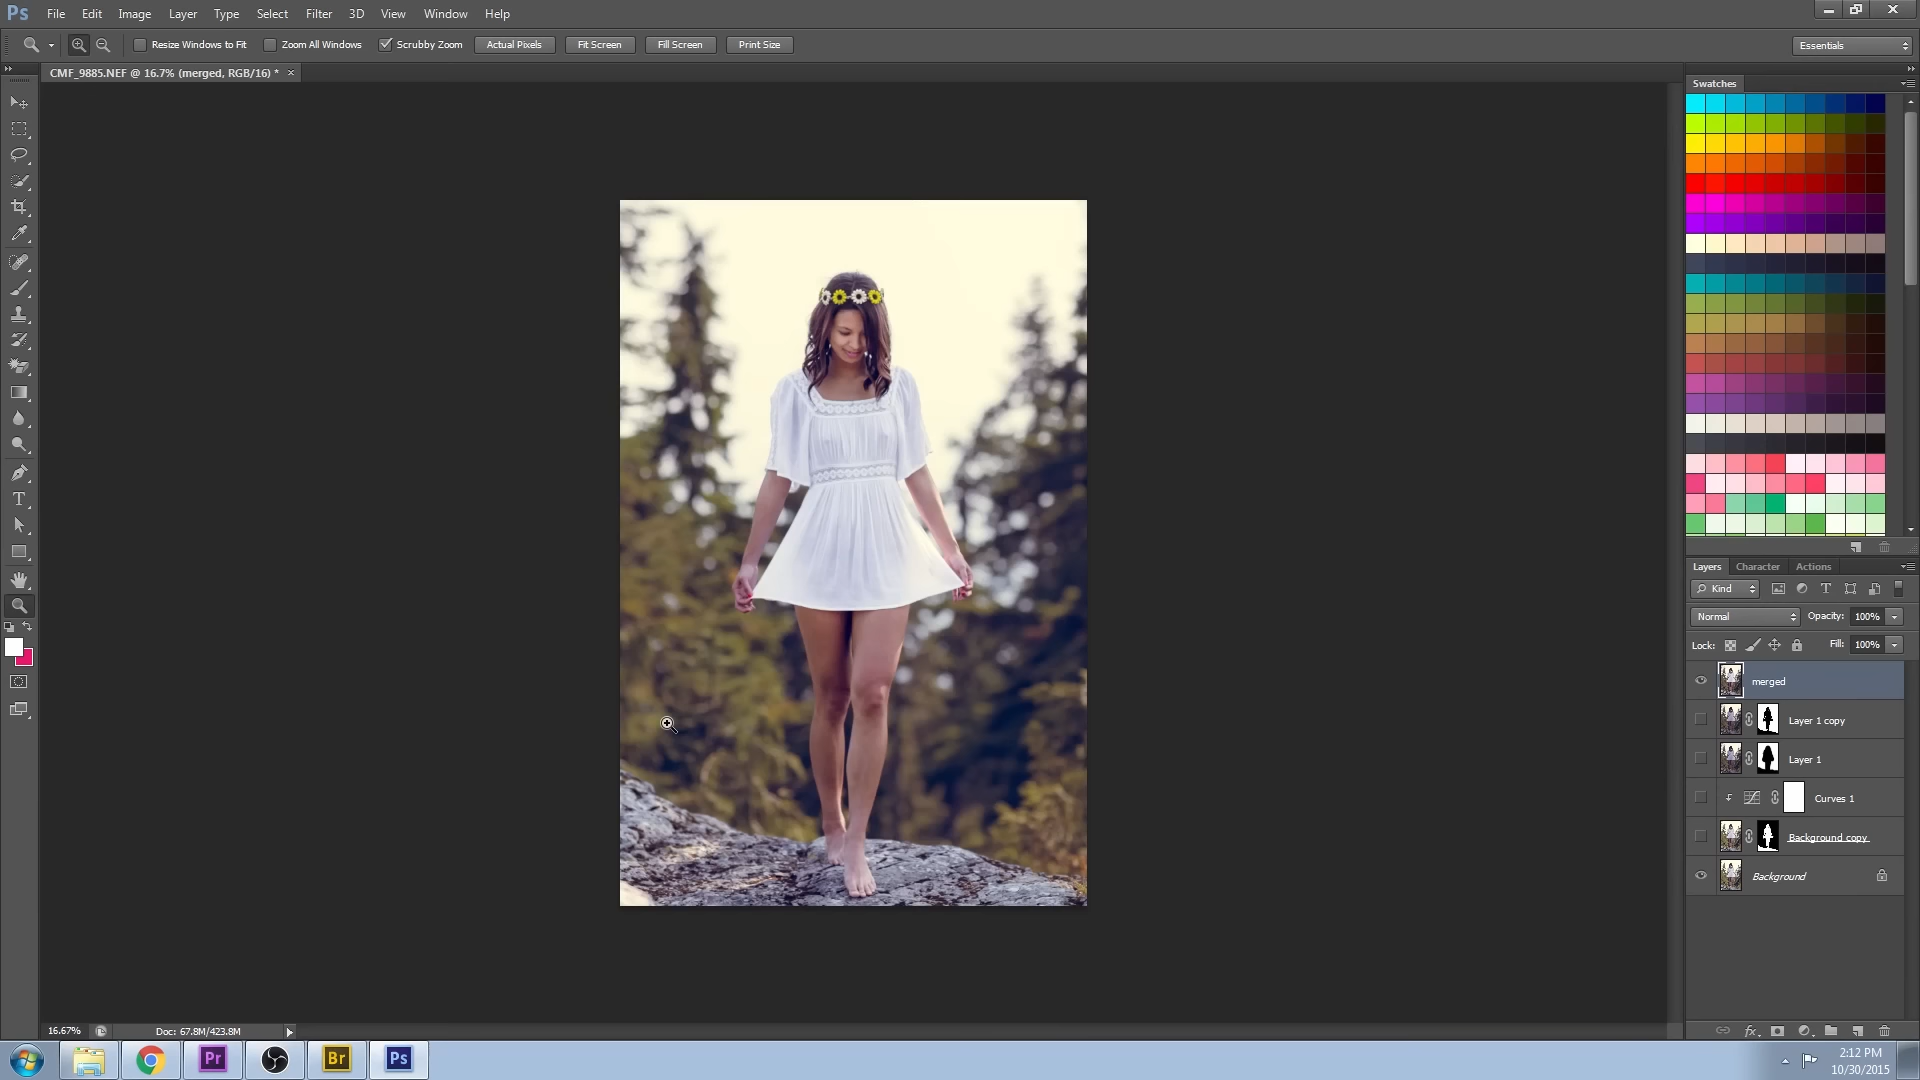 Ps File Edit Image Layer Type Select Filter 3D View Window Help
Resize Windows to Fit Zoom All Windows Scrubby Zoom Actual Pixels Fit Screen Fill Screen Print Size Essentials
CMF_9885.NEF @ 16.7% (merged, RGB/16) * ×
Swatches
Layers Character Actions
Kind
Normal Opacity: 100%
Lock: Fill: 100%
merged
Layer 1 copy
Layer 1
Curves 1
Background copy
Background
fx
16.67% Doc: 67.8M/423.8M
Pr Br Ps
2:12 PM
10/30/2015